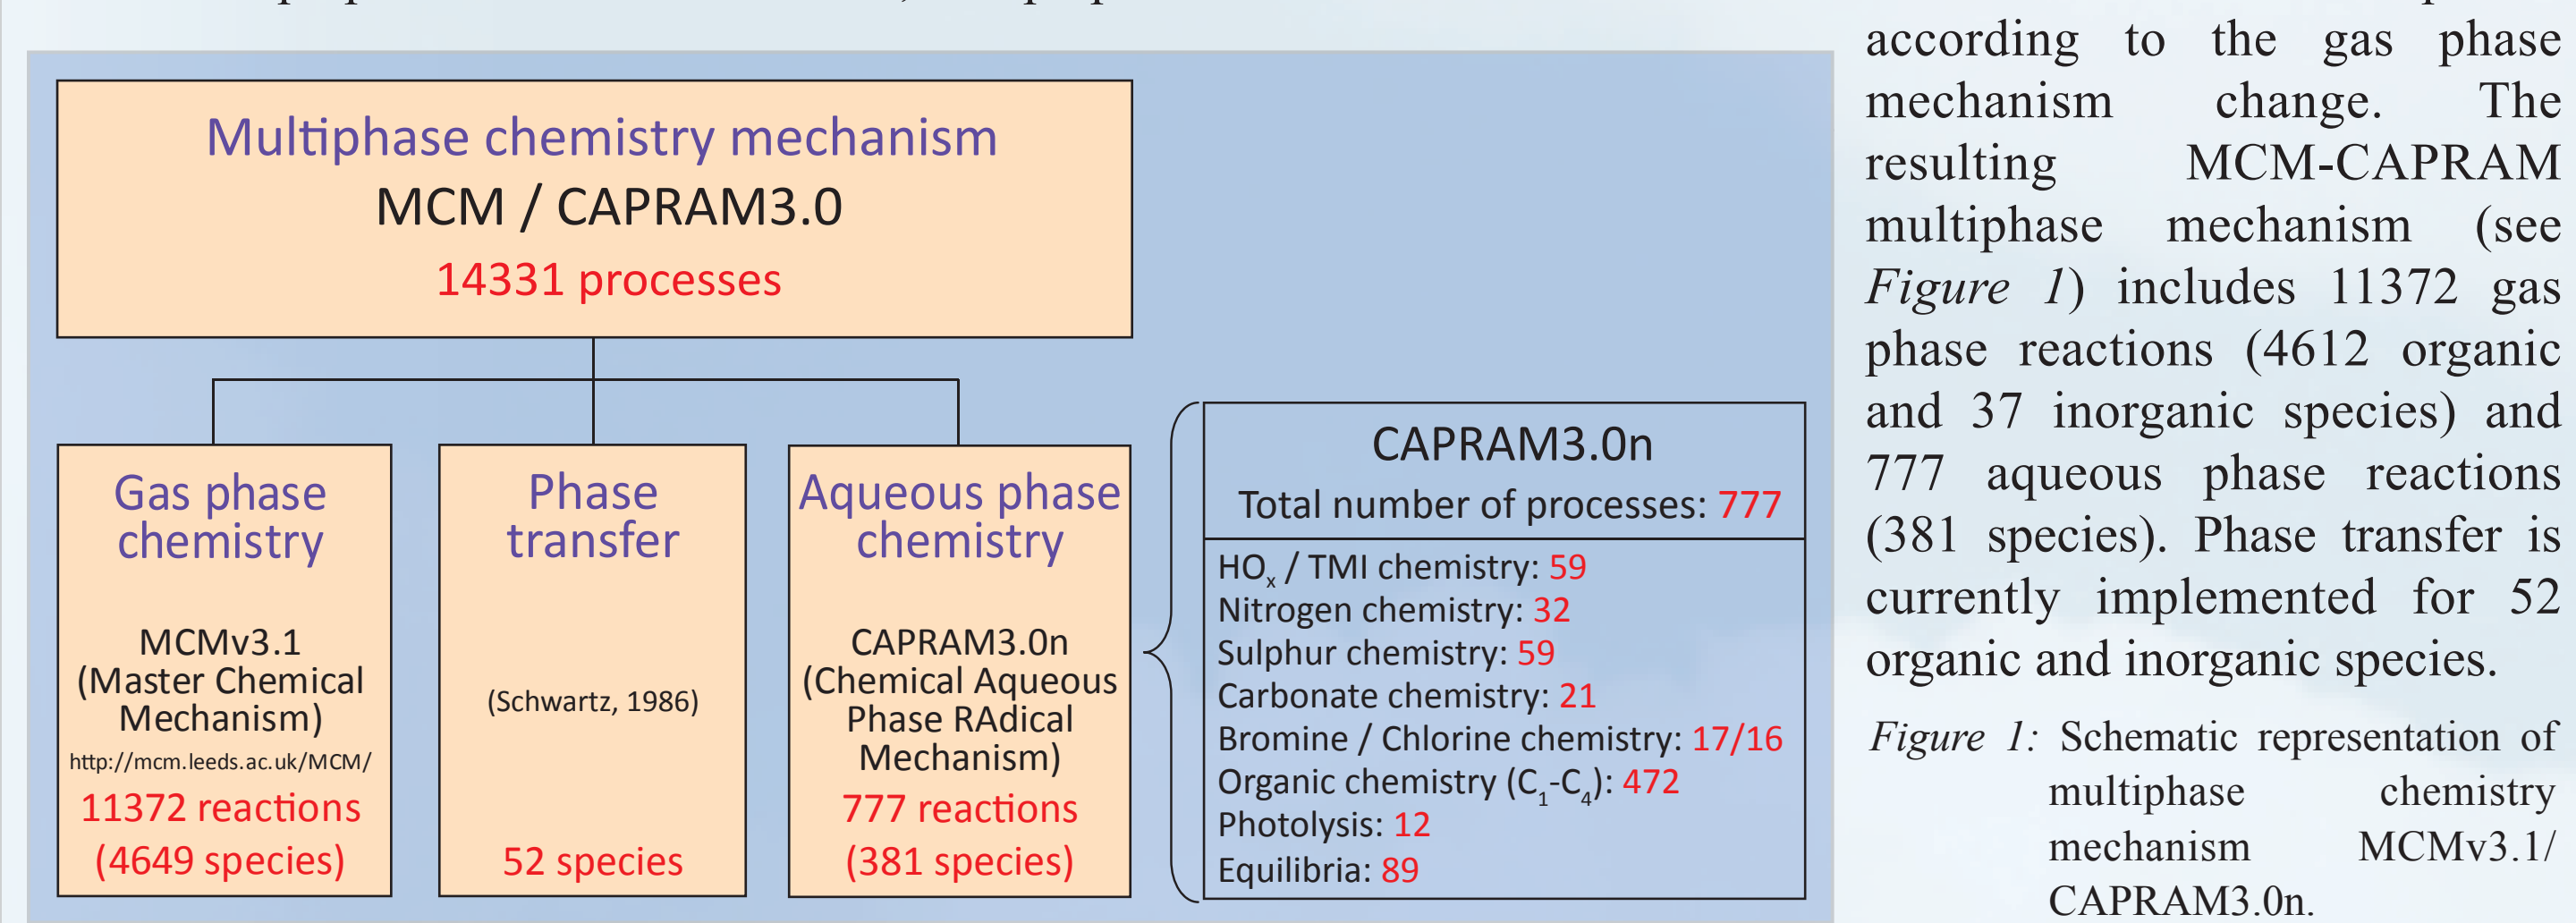 Multiphase chemistry mechanism
MCM / CAPRAM3.0
14331 processes
Gas phase
chemistry
MCMv3.1
(Master Chemical
Mechanism)
http://mcm.leeds.ac.uk/MCM/
11372 reactions
(4649 species)
Phase
transfer
(Schwartz, 1986)
52 species
Aqueous phase
chemistry
CAPRAM3.0n
(Chemical Aqueous
Phase RAdical
Mechanism)
777 reactions
(381 species)
CAPRAM3.0n
Total number of processes: 777
HOₓ / TMI chemistry: 59
Nitrogen chemistry: 32
Sulphur chemistry: 59
Carbonate chemistry: 21
Bromine / Chlorine chemistry: 17/16
Organic chemistry (C₁-C₄): 472
Photolysis: 12
Equilibria: 89
according to the gas phase
mechanism change. The
resulting MCM-CAPRAM
multiphase mechanism (see
Figure 1) includes 11372 gas
phase reactions (4612 organic
and 37 inorganic species) and
777 aqueous phase reactions
(381 species). Phase transfer is
currently implemented for 52
organic and inorganic species.
Figure 1: Schematic representation of
multiphase chemistry
mechanism MCMv3.1/
CAPRAM3.0n.